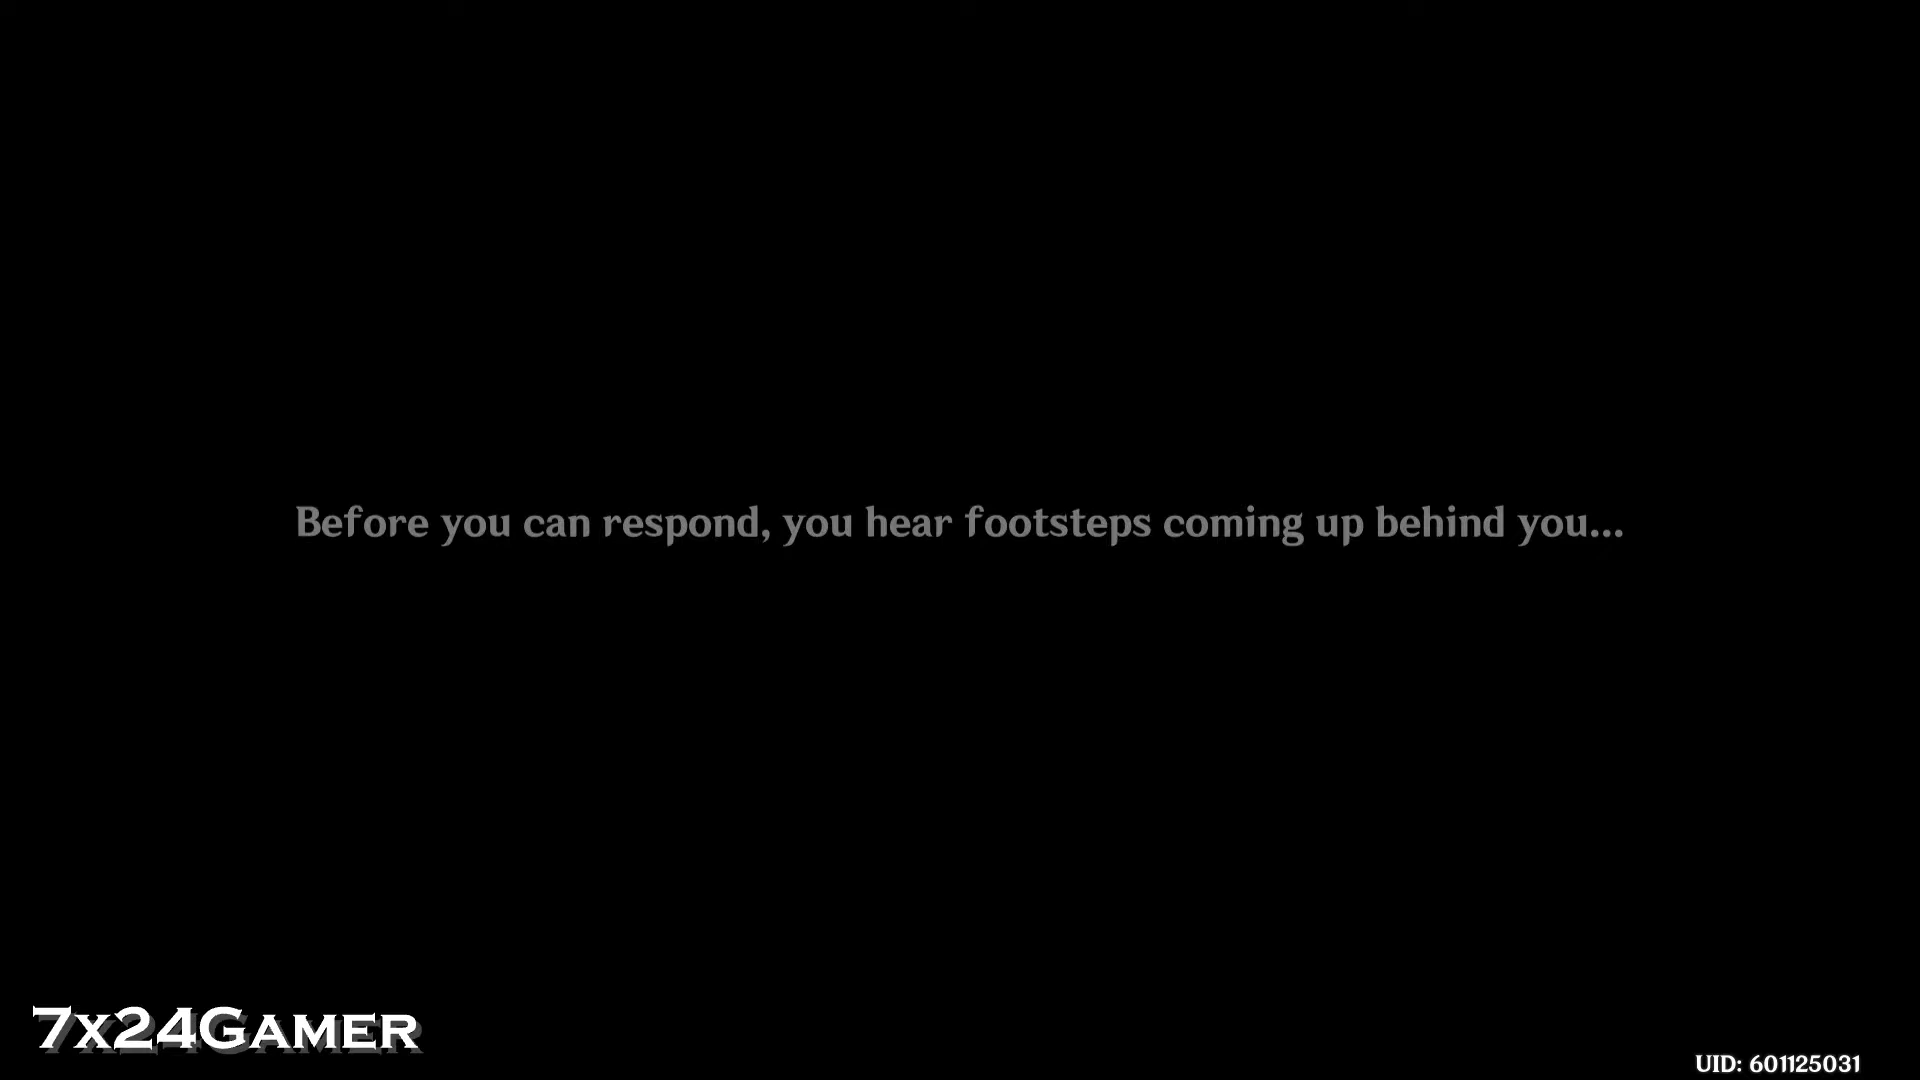 Before you can respond, you hear footsteps coming up behind you...
7x24GAMER
UID: 601125031